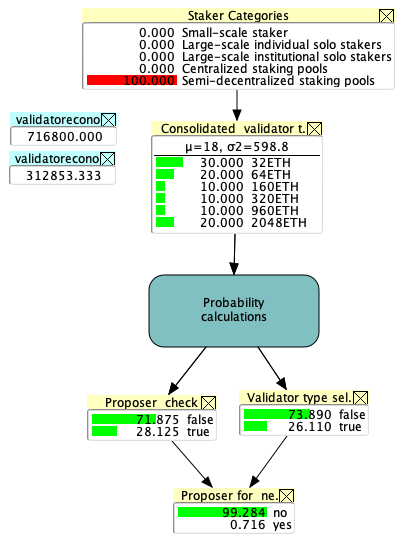 Staker Categories
0.000 Small-scale staker
0.000 Large-scale individual solo stakers
0.000 Large-scale institutional solo stakers
0.000 Centralized staking pools
100.000 Semi-decentralized staking pools
validatorecono
716800.000
validatorecono
312853.333
Consolidated validator t.
μ=18, σ2=598.8
30.000 32ETH
20.000 64ETH
10.000 160ETH
10.000 320ETH
10.000 960ETH
20.000 2048ETH
Probability
calculations
Proposer check
71.875 false
28.125 true
Validator type sel.
73.890 false
26.110 true
Proposer for ne.
99.284 no
0.716 yes